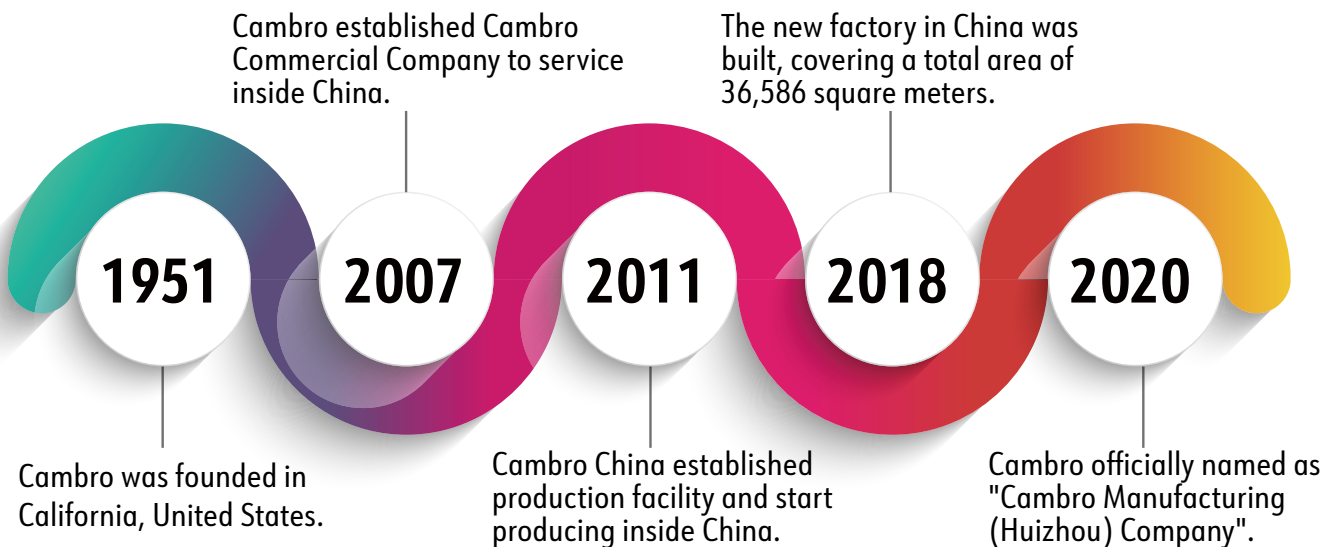 Cambro established Cambro
Commercial Company to service
inside China.
The new factory in China was
built, covering a total area of
36,586 square meters.
1951
2007
2011
2018
2020
Cambro was founded in
California, United States.
Cambro China established
production facility and start
producing inside China.
Cambro officially named as
"Cambro Manufacturing
(Huizhou) Company".